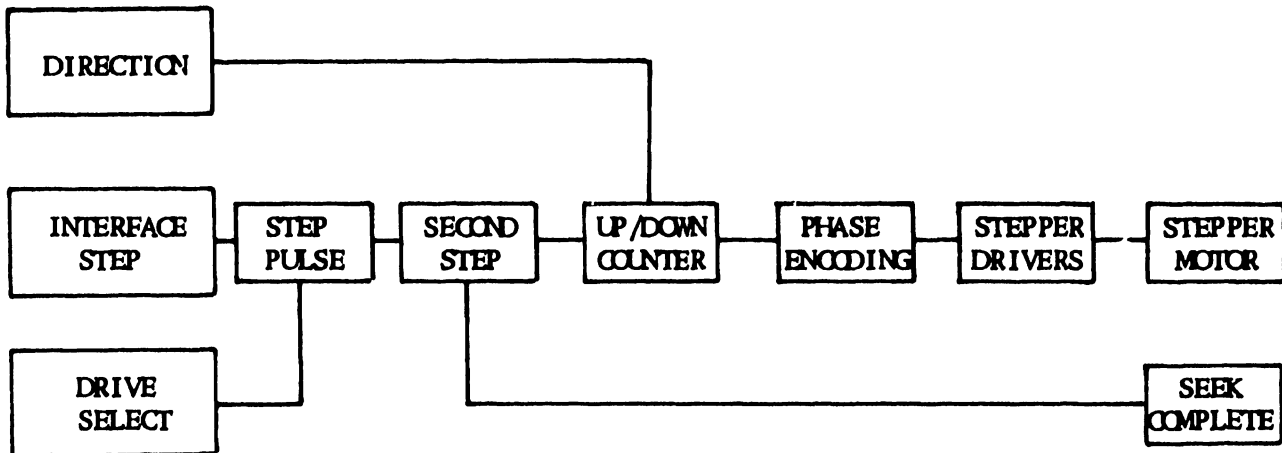 DIRECTION
INTERFACE
STEP
STEP
PULSE
SECOND
STEP
UP/DOWN
COUNTER
PHASE
ENCODING
STEPPER
DRIVERS
STEPPER
MOTOR
DRIVE
SELECT
SEEK
COMPLETE